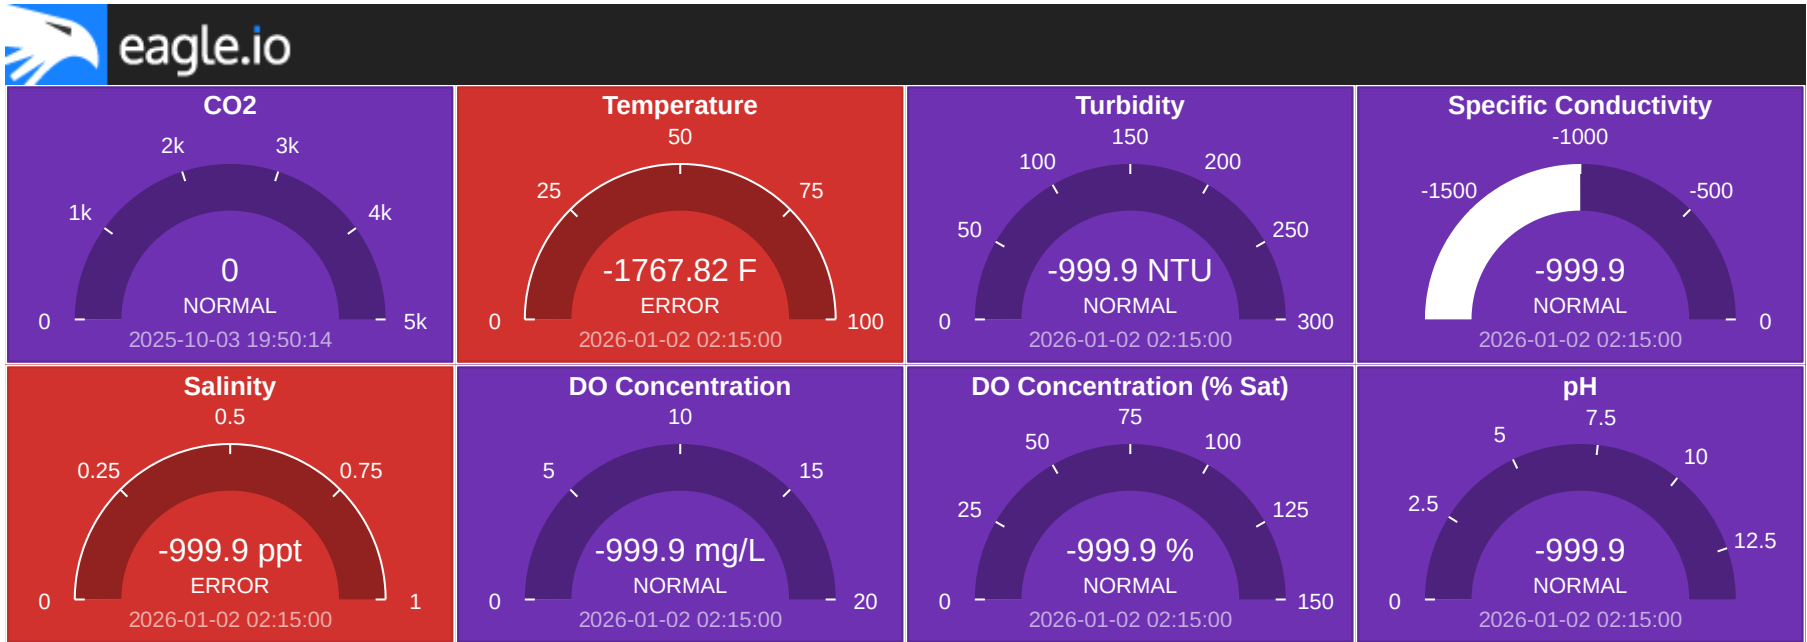 eagle.io
CO2
0
1k
2k
3k
4k
5k
0
NORMAL
2025-10-03 19:50:14
Temperature
0
25
50
75
100
-1767.82 F
ERROR
2026-01-02 02:15:00
Turbidity
0
50
100
150
200
250
300
-999.9 NTU
NORMAL
2026-01-02 02:15:00
Specific Conductivity
-1500
-1000
-500
0
-999.9
NORMAL
2026-01-02 02:15:00
Salinity
0
0.25
0.5
0.75
1
-999.9 ppt
ERROR
2026-01-02 02:15:00
DO Concentration
0
5
10
15
20
-999.9 mg/L
NORMAL
2026-01-02 02:15:00
DO Concentration (% Sat)
0
25
50
75
100
125
150
-999.9 %
NORMAL
2026-01-02 02:15:00
pH
0
2.5
5
7.5
10
12.5
-999.9
NORMAL
2026-01-02 02:15:00